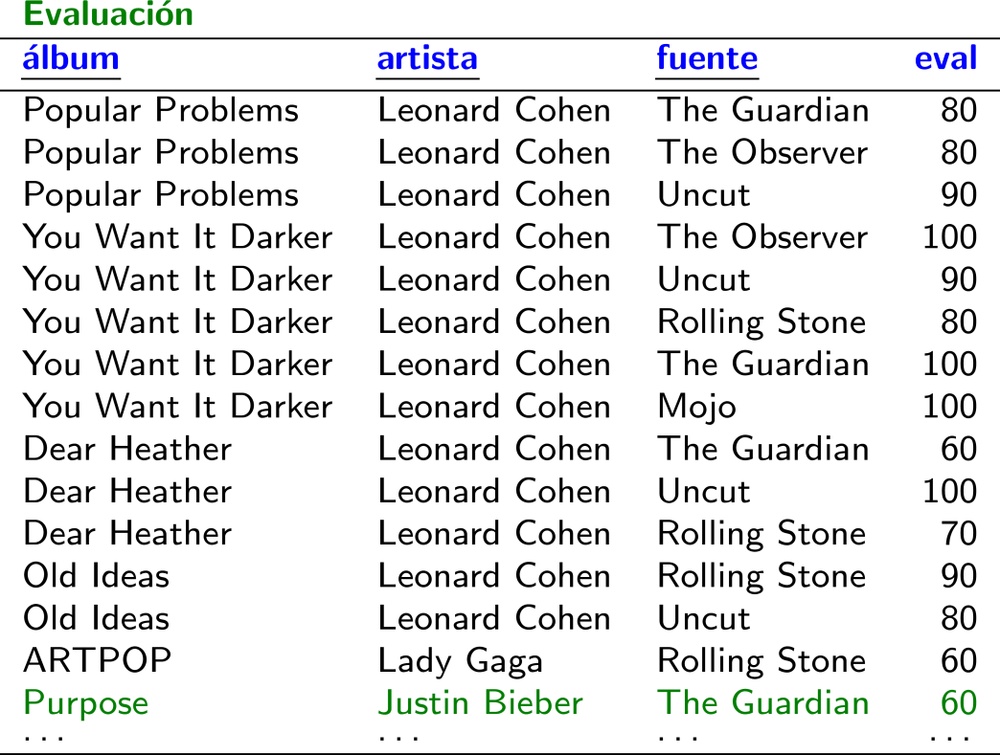 Evaluación
álbum artista fuente eval
Popular Problems Leonard Cohen The Guardian 80
Popular Problems Leonard Cohen The Observer 80
Popular Problems Leonard Cohen Uncut 90
You Want It Darker Leonard Cohen The Observer 100
You Want It Darker Leonard Cohen Uncut 90
You Want It Darker Leonard Cohen Rolling Stone 80
You Want It Darker Leonard Cohen The Guardian 100
You Want It Darker Leonard Cohen Mojo 100
Dear Heather Leonard Cohen The Guardian 60
Dear Heather Leonard Cohen Uncut 100
Dear Heather Leonard Cohen Rolling Stone 70
Old Ideas Leonard Cohen Rolling Stone 90
Old Ideas Leonard Cohen Uncut 80
ARTPOP Lady Gaga Rolling Stone 60
Purpose Justin Bieber The Guardian 60
... ... ... ...